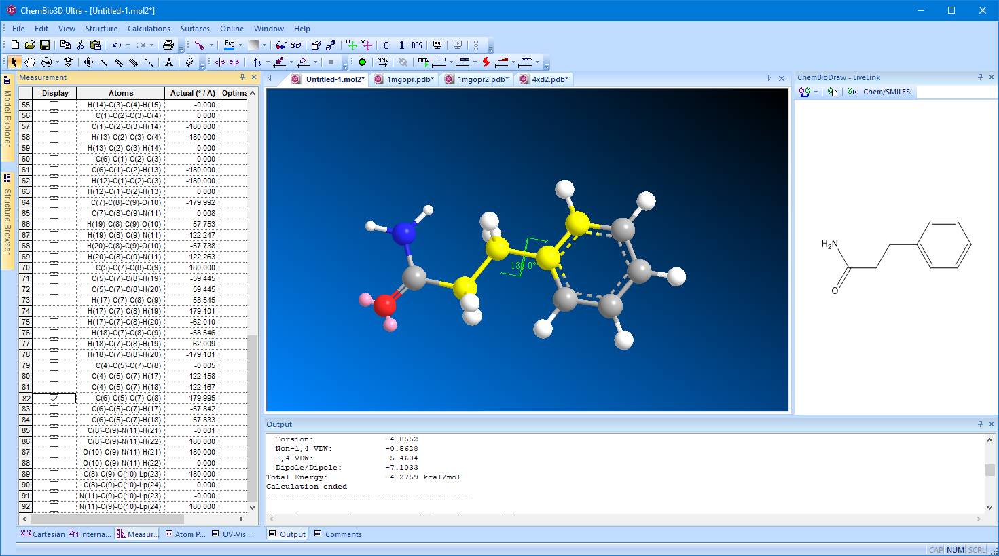 ChemBio3D Ultra - [Untitled-1.mol2*]
File Edit View Structure Calculations Surfaces Online Window Help
Bkg C 1 RES FS
A MM2 MM2
Measurement
Untitled-1.mol2* 1mgopr.pdb* 1mgopr2.pdb* 4xd2.pdb*
ChemBioDraw - LiveLink
Chem/SMILES:
Model Explorer
Structure Browser
Display Atoms Actual (° / A) Optima
55 H(14)-C(3)-C(4)-H(15) -0.000
56 C(1)-C(2)-C(3)-C(4) 0.000
57 C(1)-C(2)-C(3)-H(14) -180.000
58 H(13)-C(2)-C(3)-C(4) -180.000
59 H(13)-C(2)-C(3)-H(14) 0.000
60 C(6)-C(1)-C(2)-C(3) 0.000
61 C(6)-C(1)-C(2)-H(13) -180.000
62 H(12)-C(1)-C(2)-C(3) -180.000
63 H(12)-C(1)-C(2)-H(13) 0.000
64 C(7)-C(8)-C(9)-O(10) -179.992
65 C(7)-C(8)-C(9)-N(11) 0.008
66 H(19)-C(8)-C(9)-O(10) 57.753
67 H(19)-C(8)-C(9)-N(11) -122.247
68 H(20)-C(8)-C(9)-O(10) -57.738
69 H(20)-C(8)-C(9)-N(11) 122.263
70 C(5)-C(7)-C(8)-C(9) 180.000
71 C(5)-C(7)-C(8)-H(19) -59.445
72 C(5)-C(7)-C(8)-H(20) 59.445
73 H(17)-C(7)-C(8)-C(9) 58.545
74 H(17)-C(7)-C(8)-H(19) 179.101
75 H(17)-C(7)-C(8)-H(20) -62.010
76 H(18)-C(7)-C(8)-C(9) -58.546
77 H(18)-C(7)-C(8)-H(19) 62.009
78 H(18)-C(7)-C(8)-H(20) -179.101
79 C(4)-C(5)-C(7)-C(8) -0.005
80 C(4)-C(5)-C(7)-H(17) 122.158
81 C(4)-C(5)-C(7)-H(18) -122.167
82 C(6)-C(5)-C(7)-C(8) 179.995
83 C(6)-C(5)-C(7)-H(17) -57.842
84 C(6)-C(5)-C(7)-H(18) 57.833
85 C(8)-C(9)-N(11)-H(21) -0.001
86 C(8)-C(9)-N(11)-H(22) 180.000
87 O(10)-C(9)-N(11)-H(21) 180.000
88 O(10)-C(9)-N(11)-H(22) 0.000
89 C(8)-C(9)-O(10)-Lp(23) -180.000
90 C(8)-C(9)-O(10)-Lp(24) 0.000
91 N(11)-C(9)-O(10)-Lp(23) -0.000
92 N(11)-C(9)-O(10)-Lp(24) 180.000
180.0°
H₂N
O
Output
Torsion: -4.8552
Non-1,4 VDW: -0.5628
1,4 VDW: 5.4604
Dipole/Dipole: -7.1033
Total Energy: -4.2759 kcal/mol
Calculation ended
-------------------------------------------
XYZ Cartesian ZM Interna... Measur... Atom P... UV-Vis ...
Output Comments
CAP NUM SCRL